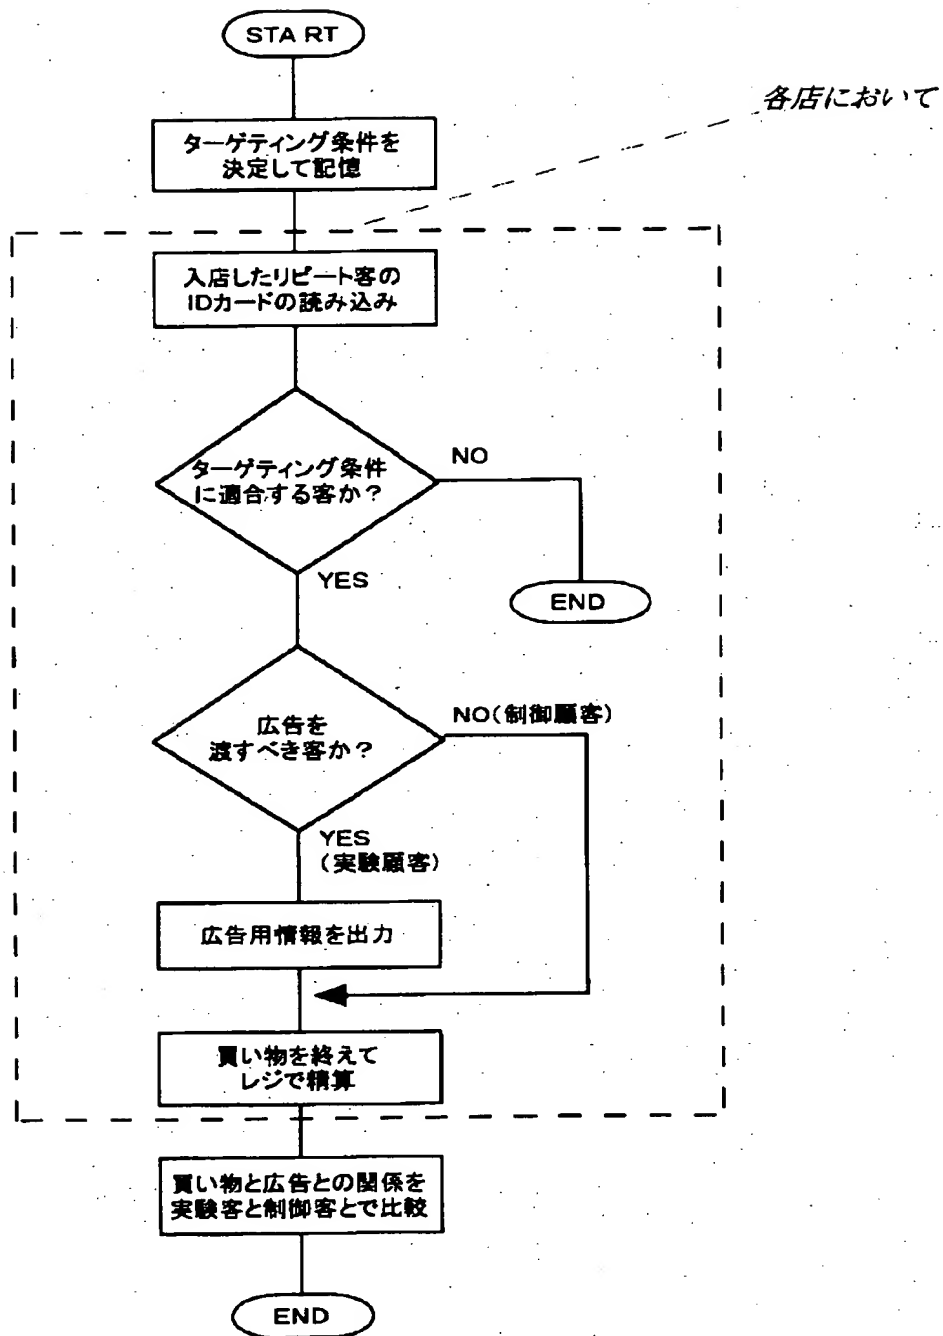 START
各店において
ターゲティング条件を
決定して記憶
入店したリピート客の
IDカードの読み込み
ターゲティング条件
に適合する客か？
NO
YES
END
広告を
渡すべき客か？
NO(制御顧客)
YES
(実験顧客)
広告用情報を出力
買い物を終えて
レジで精算
買い物と広告との関係を
実験客と制御客とで比較
END